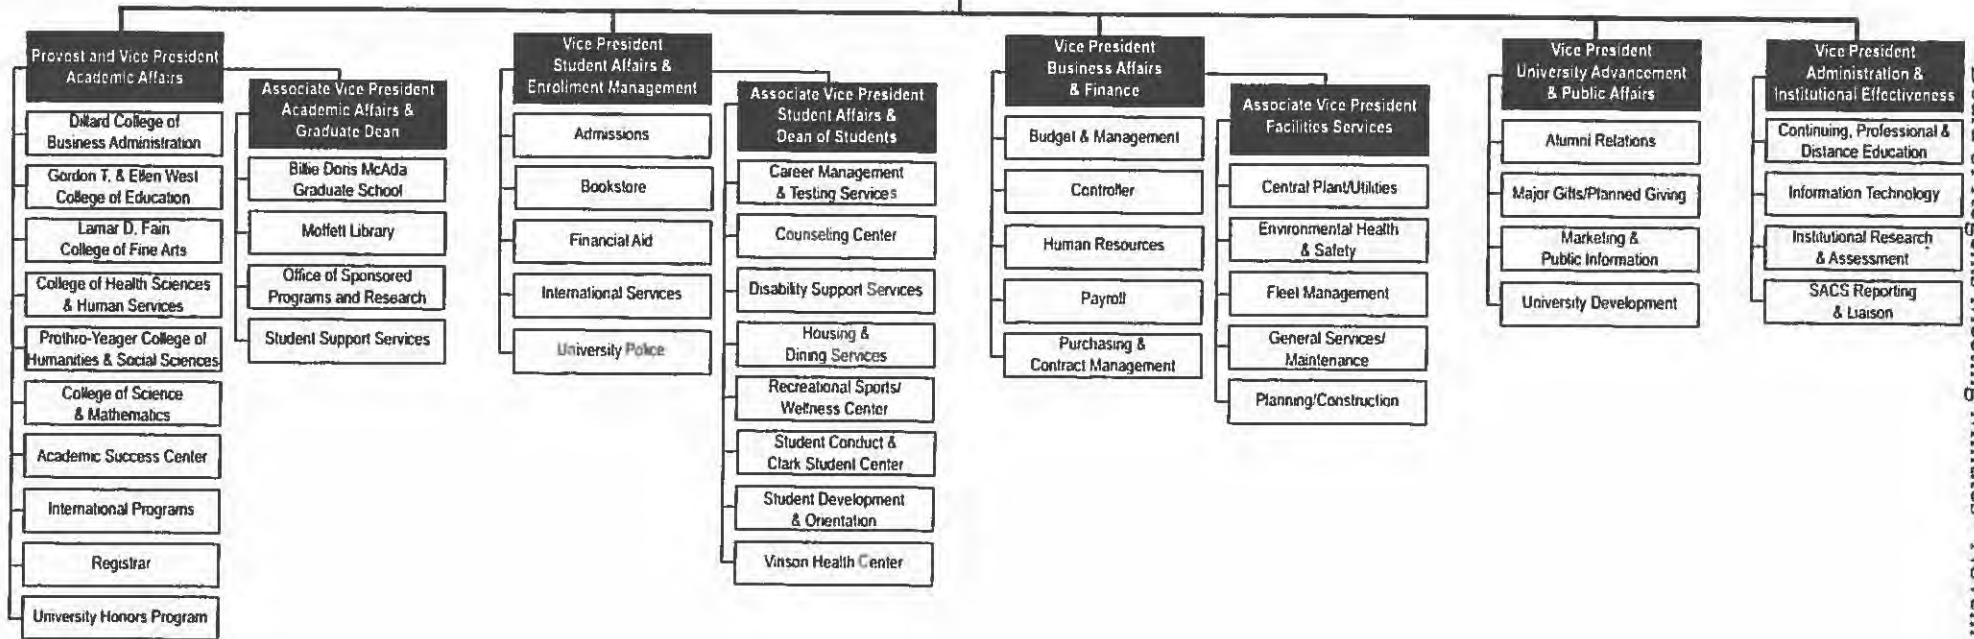 Provost and Vice President
Academic Affairs
Dillard College of
Business Administration
Gordon T. & Ellen West
College of Education
Lamar D. Fain
College of Fine Arts
College of Health Sciences
& Human Services
Prothro-Yeager College of
Humanities & Social Sciences
College of Science
& Mathematics
Academic Success Center
International Programs
Registrar
University Honors Program
Associate Vice President
Academic Affairs &
Graduate Dean
Billie Doris McAda
Graduate School
Moffett Library
Office of Sponsored
Programs and Research
Student Support Services
Vice President
Student Affairs &
Enrollment Management
Admissions
Bookstore
Financial Aid
International Services
University Police
Associate Vice President
Student Affairs &
Dean of Students
Career Management
& Testing Services
Counseling Center
Disability Support Services
Housing &
Dining Services
Recreational Sports/
Wellness Center
Student Conduct &
Clark Student Center
Student Development
& Orientation
Vinson Health Center
Vice President
Business Affairs
& Finance
Budget & Management
Controller
Human Resources
Payroll
Purchasing &
Contract Management
Associate Vice President
Facilities Services
Central Plant/Utilities
Environmental Health
& Safety
Fleet Management
General Services/
Maintenance
Planning/Construction
Vice President
University Advancement
& Public Affairs
Alumni Relations
Major Gifts/Planned Giving
Marketing &
Public Information
University Development
Vice President
Administration &
Institutional Effectiveness
Continuing, Professional &
Distance Education
Information Technology
Institutional Research
& Assessment
SACS Reporting
& Liaison